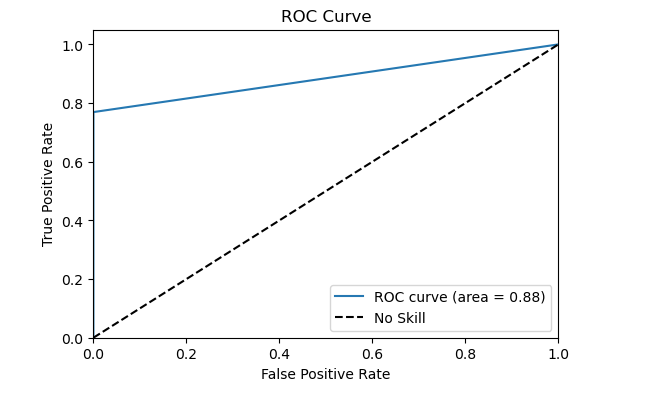 ROC Curve
True Positive Rate
1.0
0.8
0.6
0.4
0.2
0.0
ROC curve (area = 0.88)
No Skill
0.0 0.2 0.4 0.6 0.8 1.0
False Positive Rate